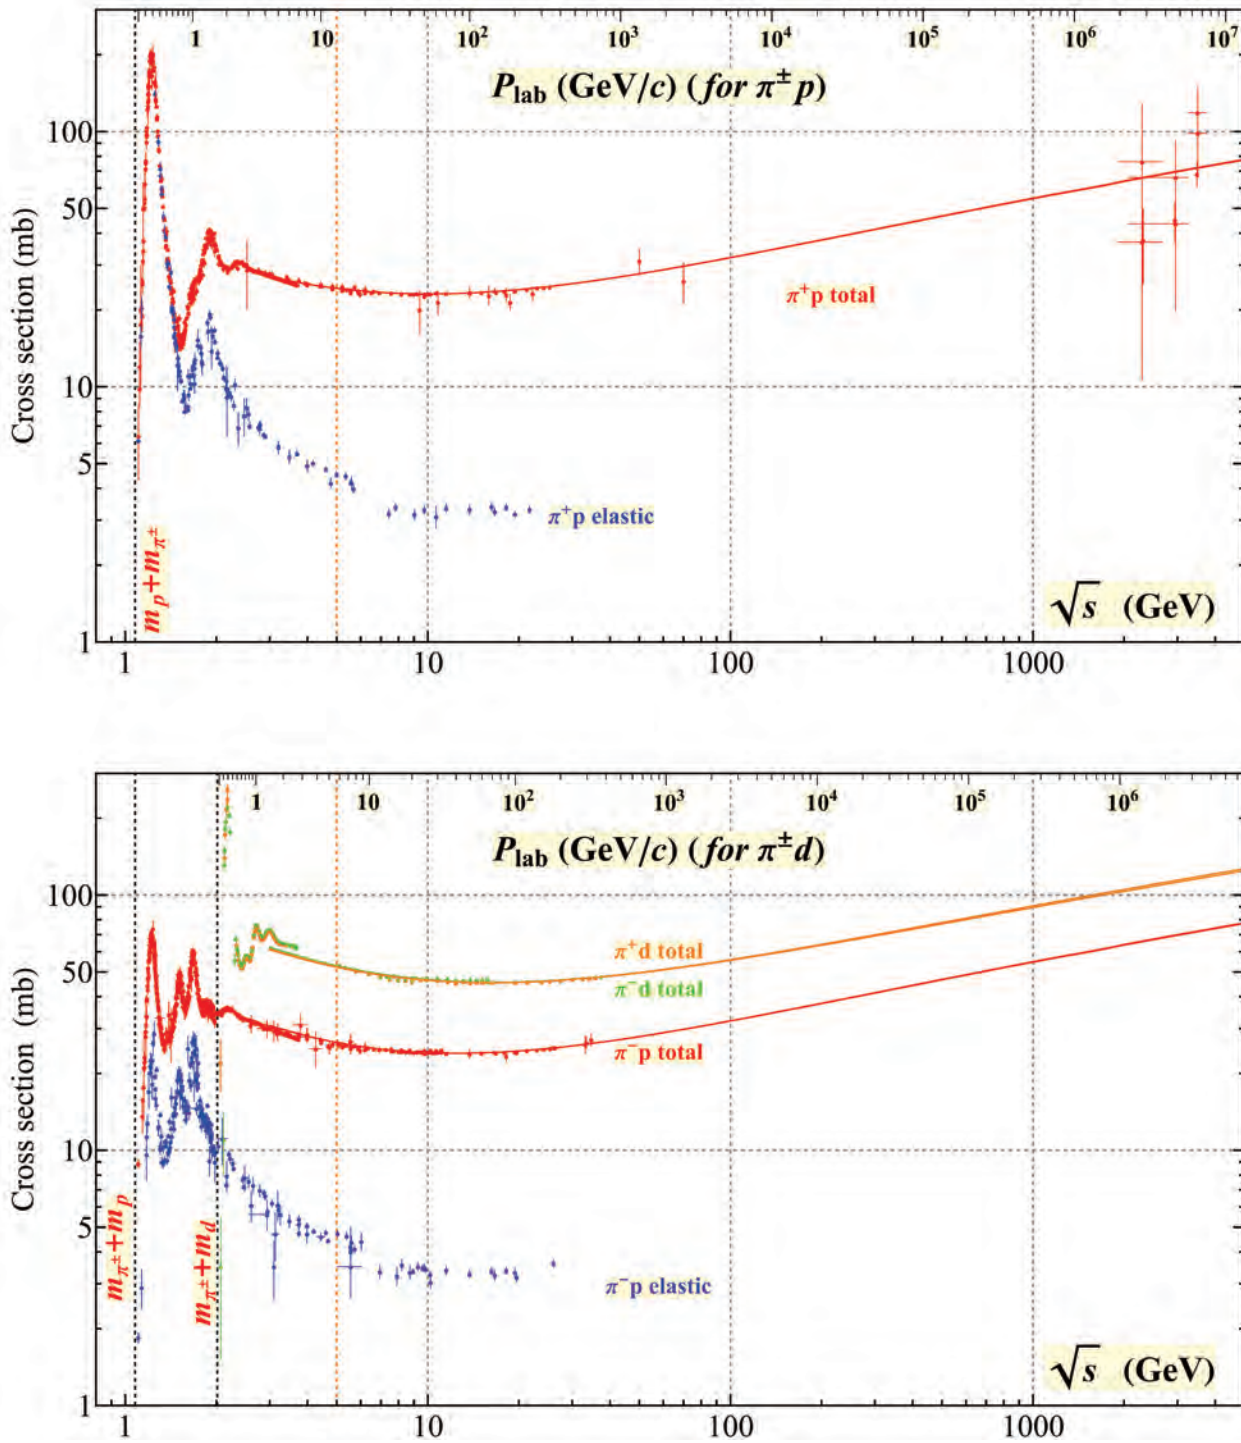 1 10 10² 10³ 10⁴ 10⁵ 10⁶ 10⁷
P_lab (GeV/c) (for π± p)
100
50
10
5
1
Cross section (mb)
π⁺p total
π⁺p elastic
m_p+m_π±
√s (GeV)
1 10 100 1000
1 10 10² 10³ 10⁴ 10⁵ 10⁶
P_lab (GeV/c) (for π± d)
100
50
10
5
1
Cross section (mb)
π⁺d total
π⁻d total
π⁻p total
π⁻p elastic
m_π±+m_p
m_π±+m_d
√s (GeV)
1 10 100 1000